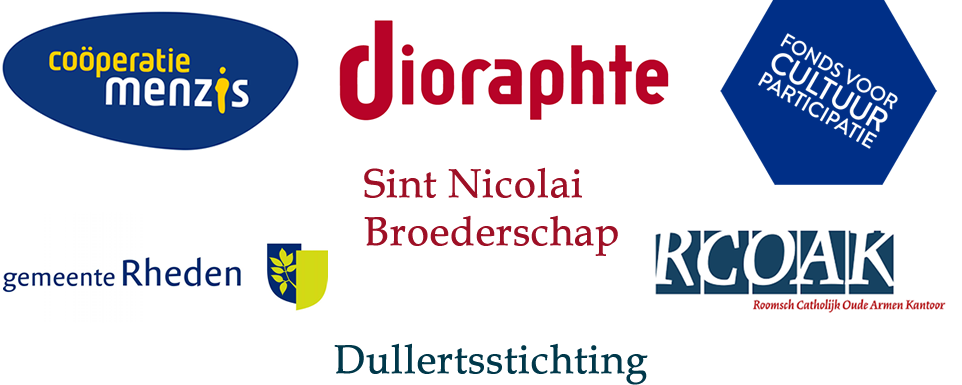 coöperatie
menzis
dioraphte
FONDS VOOR
CULTUUR
PARTICIPATIE
Sint Nicolai
Broederschap
gemeente Rheden
RCOAK
Roomsch Catholijk Oude Armen Kantoor
Dullertsstichting